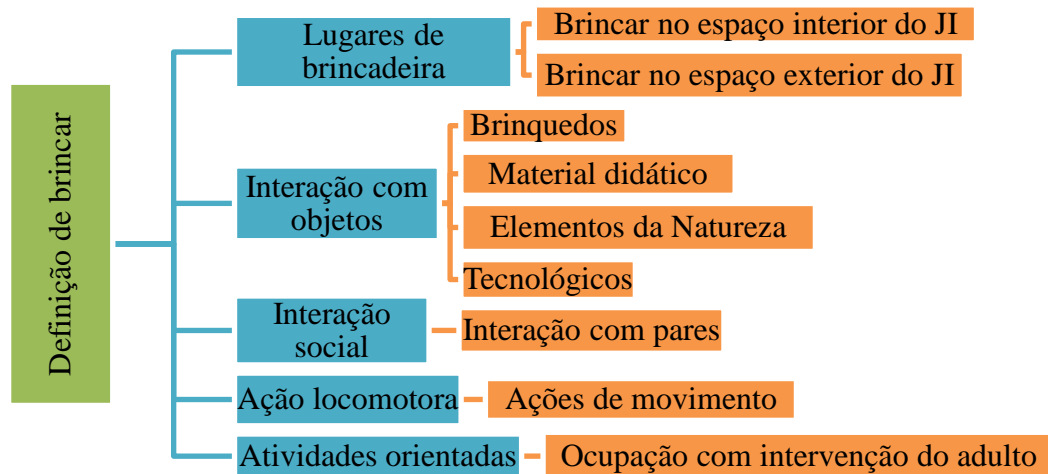 Definição de brincar
Lugares de
brincadeira
Brincar no espaço interior do JI
Brincar no espaço exterior do JI
Interação com
objetos
Brinquedos
Material didático
Elementos da Natureza
Tecnológicos
Interação
social
Interação com pares
Ação locomotora
Ações de movimento
Atividades orientadas
Ocupação com intervenção do adulto